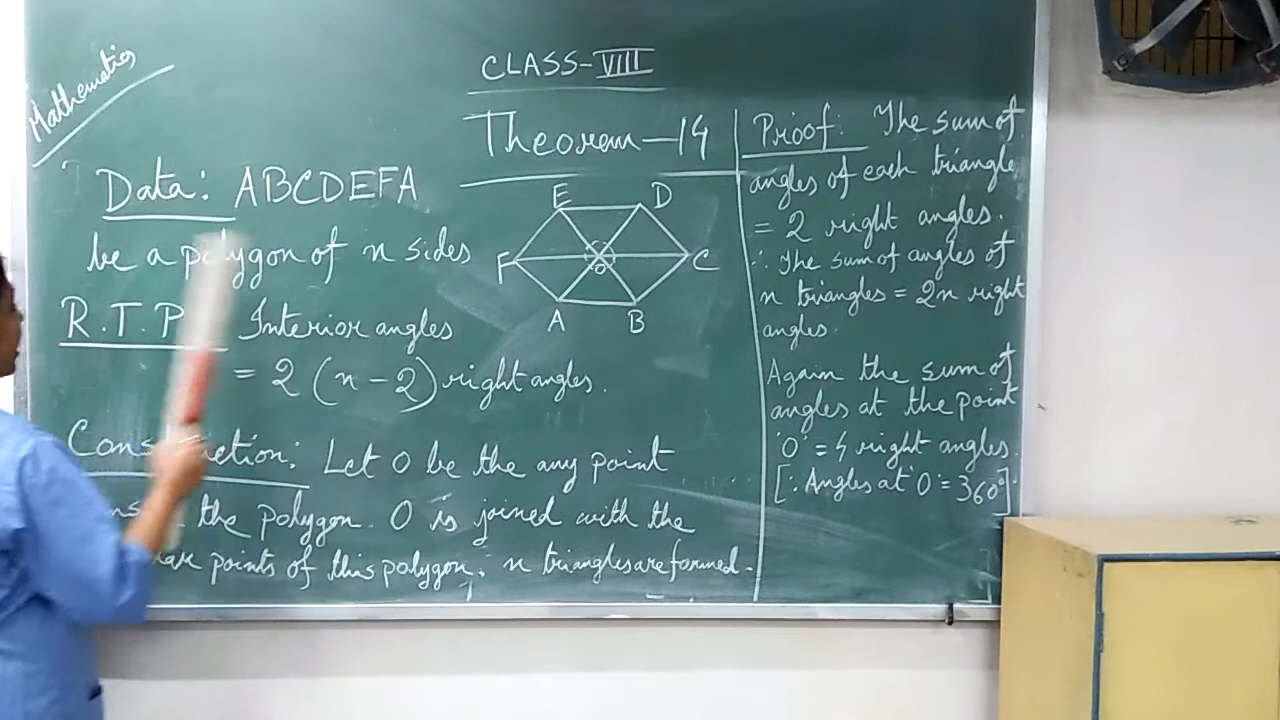 Mathematics
CLASS-VIII
Theorem-14
Data: ABCDEFA
be a polygon of n sides
R.T.P Interior angles
= 2 (n-2) right angles.
E D
F O C
A B
Construction: Let O be the any point
the polygon. O is joined with the
points of this polygon. n triangles are formed.
Proof: The sum of
angles of each triangle
= 2 right angles.
∴ The sum of angles of
n triangles = 2n right
angles.
Again the sum of
angles at the point
'O' = 4 right angles.
[∵ Angles at 'O' = 360°]